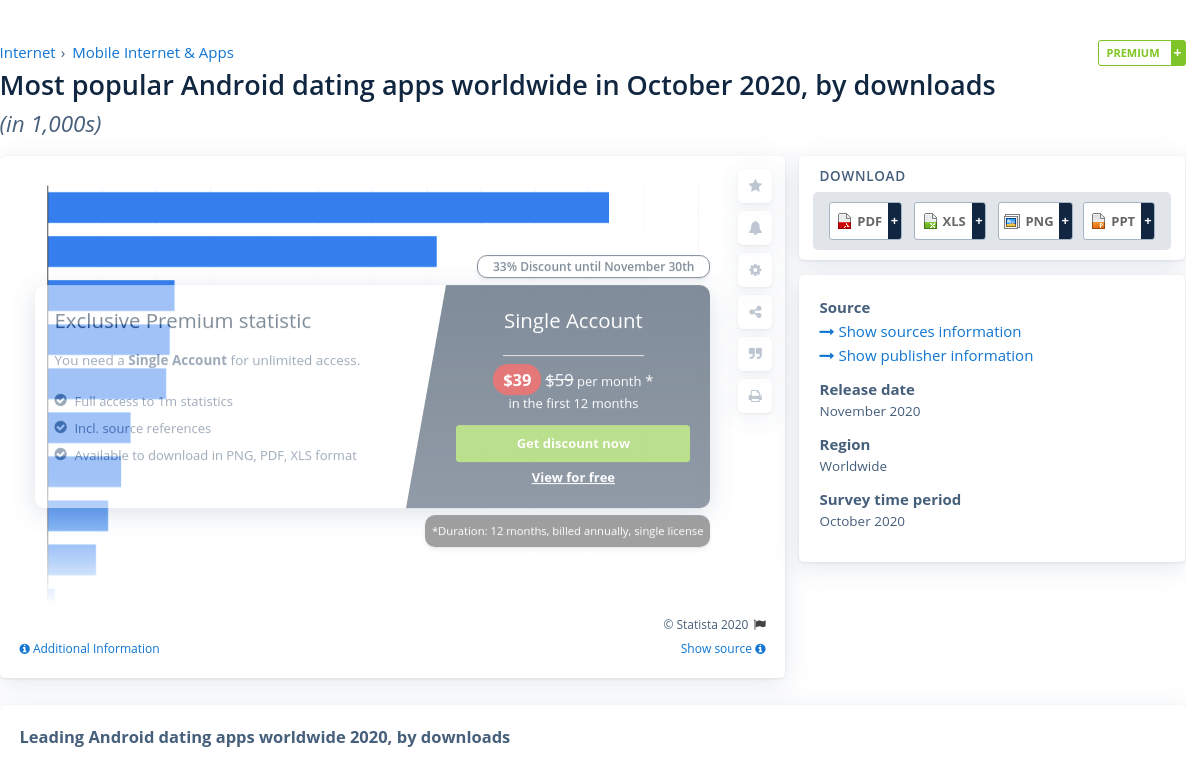 Internet › Mobile Internet & Apps
PREMIUM +
Most popular Android dating apps worldwide in October 2020, by downloads
(in 1,000s)
33% Discount until November 30th
Exclusive Premium statistic
You need a Single Account for unlimited access.
Full access to 1m statistics
Incl. source references
Available to download in PNG, PDF, XLS format
Single Account
$39 $59 per month *
in the first 12 months
Get discount now
View for free
*Duration: 12 months, billed annually, single license
© Statista 2020
Additional Information
Show source
DOWNLOAD
PDF + XLS + PNG + PPT +
Source
Show sources information
Show publisher information
Release date
November 2020
Region
Worldwide
Survey time period
October 2020
Leading Android dating apps worldwide 2020, by downloads